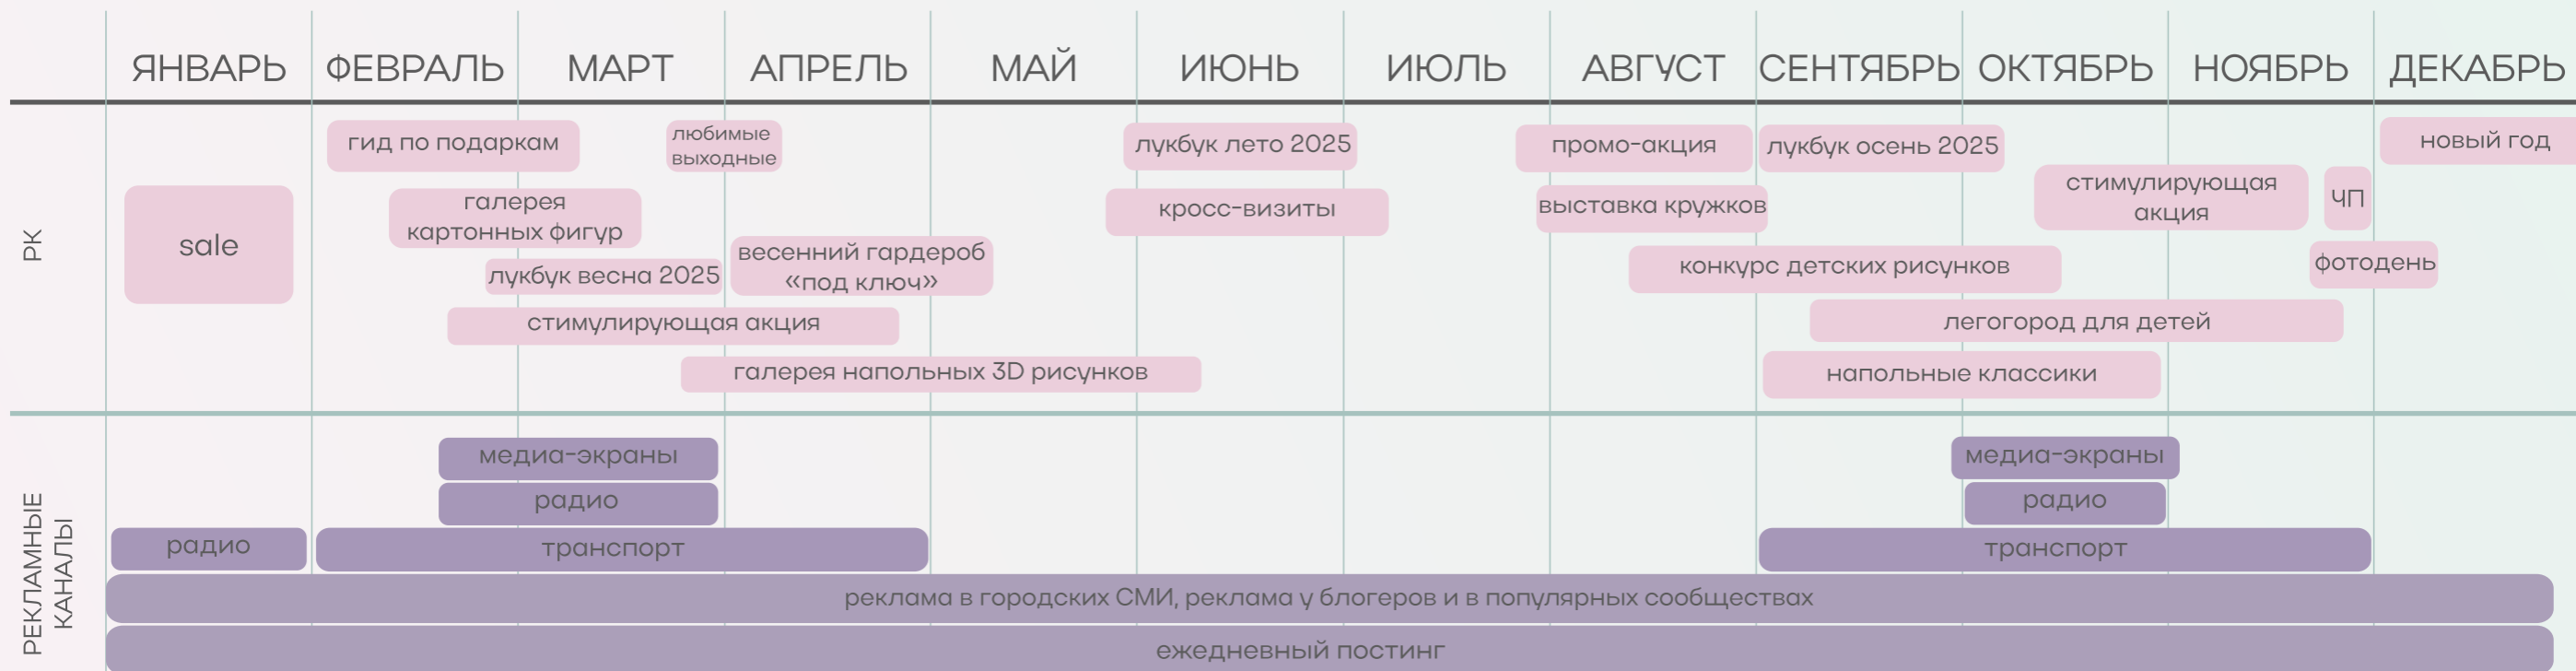 ЯНВАРЬ ФЕВРАЛЬ МАРТ АПРЕЛЬ МАЙ ИЮНЬ ИЮЛЬ АВГУСТ СЕНТЯБРЬ ОКТЯБРЬ НОЯБРЬ ДЕКАБРЬ
РК
sale
гид по подаркам
галерея
картонных фигур
лукбук весна 2025
стимулирующая акция
любимые
выходные
весенний гардероб
«под ключ»
галерея напольных 3D рисунков
лукбук лето 2025
кросс-визиты
промо-акция
выставка кружков
конкурс детских рисунков
лукбук осень 2025
стимулирующая
акция
ЧП
фотодень
легогород для детей
напольные классики
новый год
РЕКЛАМНЫЕ
КАНАЛЫ
медиа-экраны
радио
радио
транспорт
медиа-экраны
радио
транспорт
реклама в городских СМИ, реклама у блогеров и в популярных сообществах
ежедневный постинг